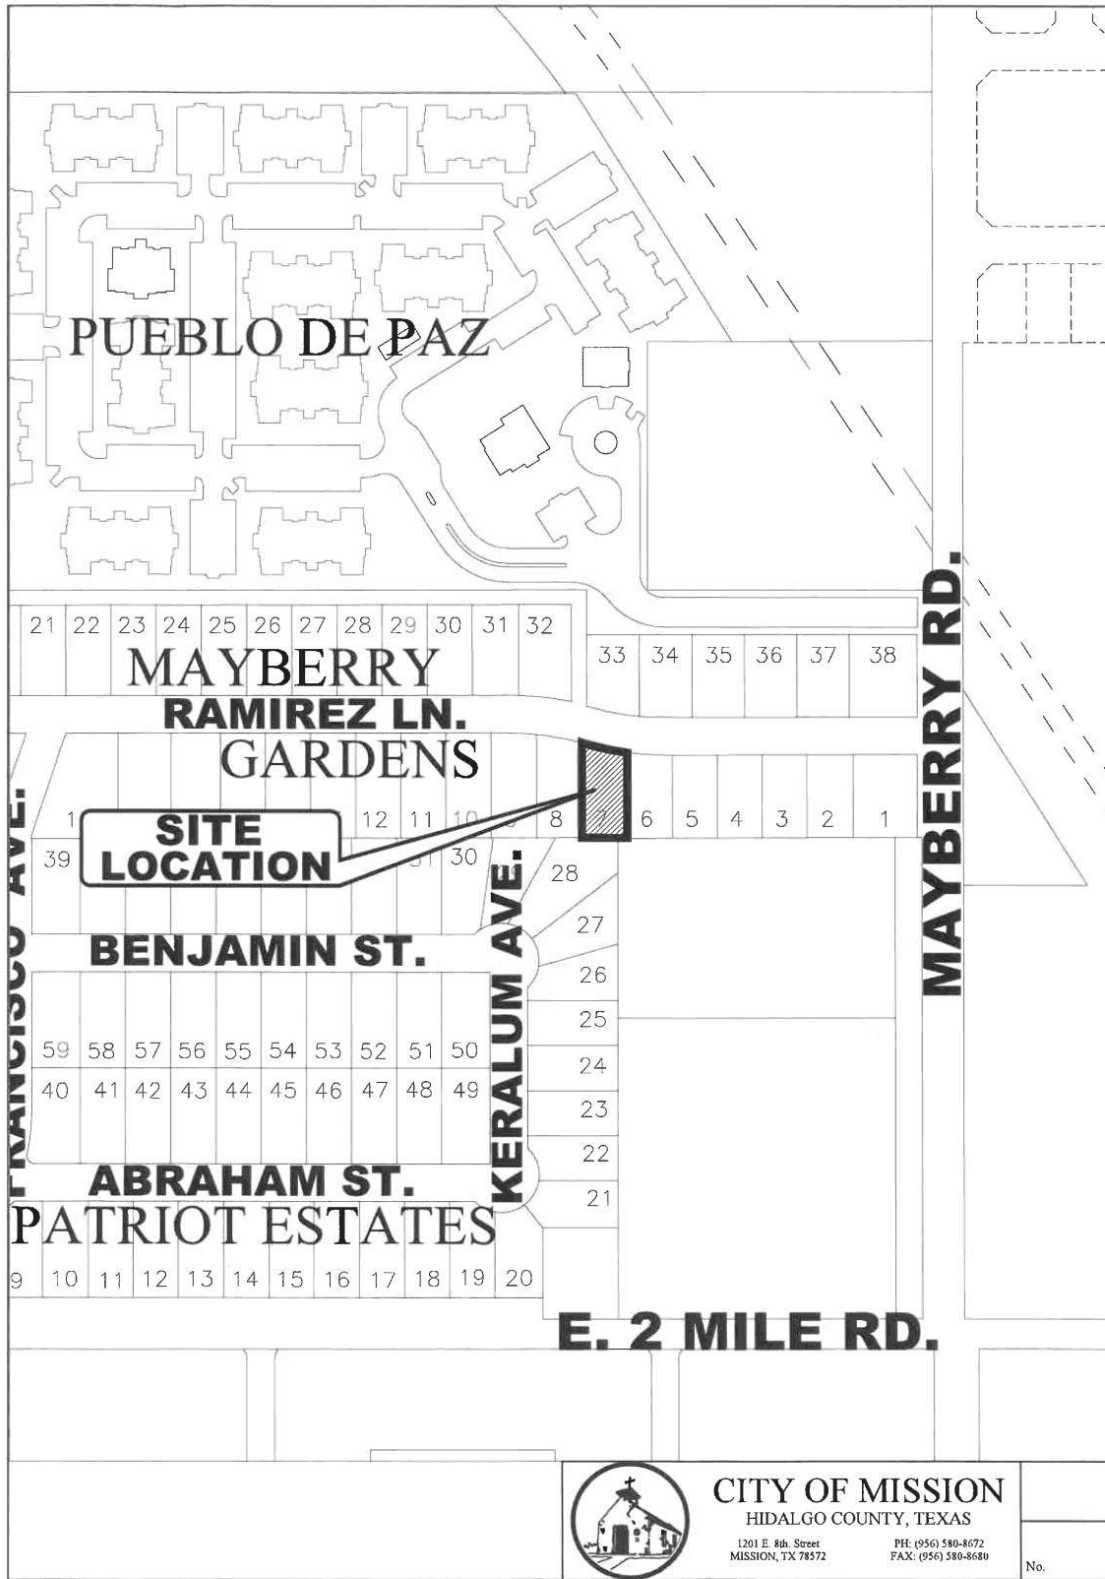 PUEBLO DE PAZ
21 22 23 24 25 26 27 28 29 30 31 32
33 34 35 36 37 38
MAYBERRY
RAMIREZ LN.
GARDENS
MAYBERRY RD.
1
12 11 10 8 7 6 5 4 3 2 1
SITE
LOCATION
39
31 30
28
27
26
25
24
23
22
21
FRANCISCO AVE.
KERALUM AVE.
BENJAMIN ST.
59 58 57 56 55 54 53 52 51 50
40 41 42 43 44 45 46 47 48 49
ABRAHAM ST.
PATRIOT ESTATES
9 10 11 12 13 14 15 16 17 18 19 20
E. 2 MILE RD.
CITY OF MISSION
HIDALGO COUNTY, TEXAS
1201 E. 8th. Street
MISSION, TX 78572
PH: (956) 580-8672
FAX: (956) 580-8680
No.